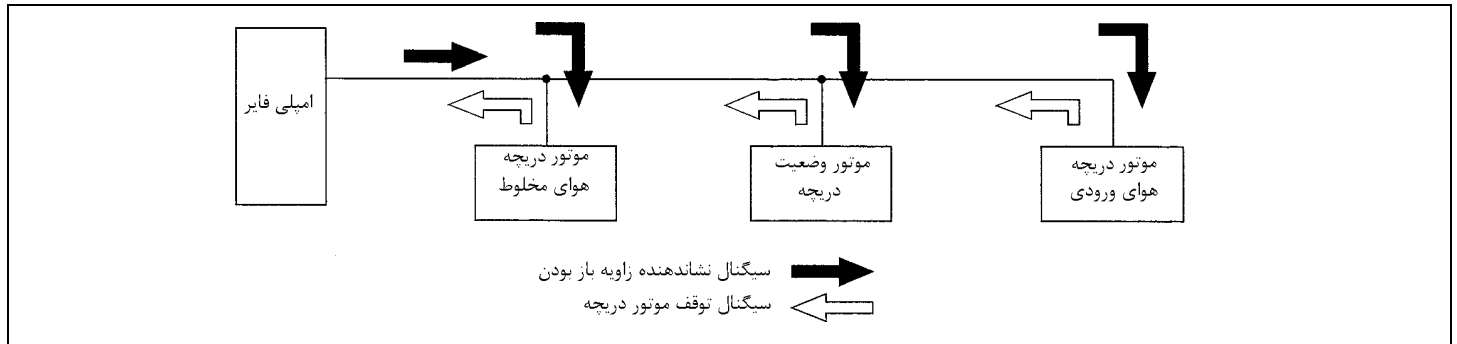 امپلی فایر
موتور دریچه
هوای مخلوط
موتور وضعیت
دریچه
موتور دریچه
هوای ورودی
سیگنال نشاندهنده زاویه باز بودن
سیگنال توقف موتور دریچه